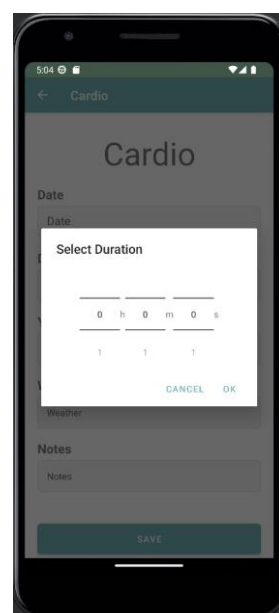 5:04
← Cardio
Cardio
Date
Date
D
Select Duration
0 h 0 m 0 s
1 1 1
CANCEL OK
W
Weather
Notes
Notes
SAVE